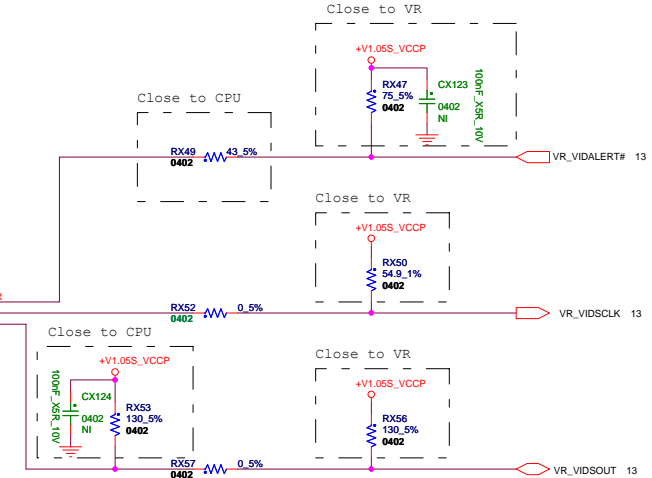 Close to VR
+V1.05S_VCCP
RX47
75_5%
0402
CX123
0402
NI
100nF_X5R_10V
Close to CPU
RX49
0402
43_5%
VR_VIDALERT# 13
Close to VR
+V1.05S_VCCP
RX50
54.9_1%
0402
RX52
0402
0_5%
VR_VIDSCLK 13
Close to CPU
+V1.05S_VCCP
100nF_X5R_10V
CX124
0402
NI
RX53
130_5%
0402
Close to VR
+V1.05S_VCCP
RX56
130_5%
0402
RX57
0402
0_5%
VR_VIDSOUT 13